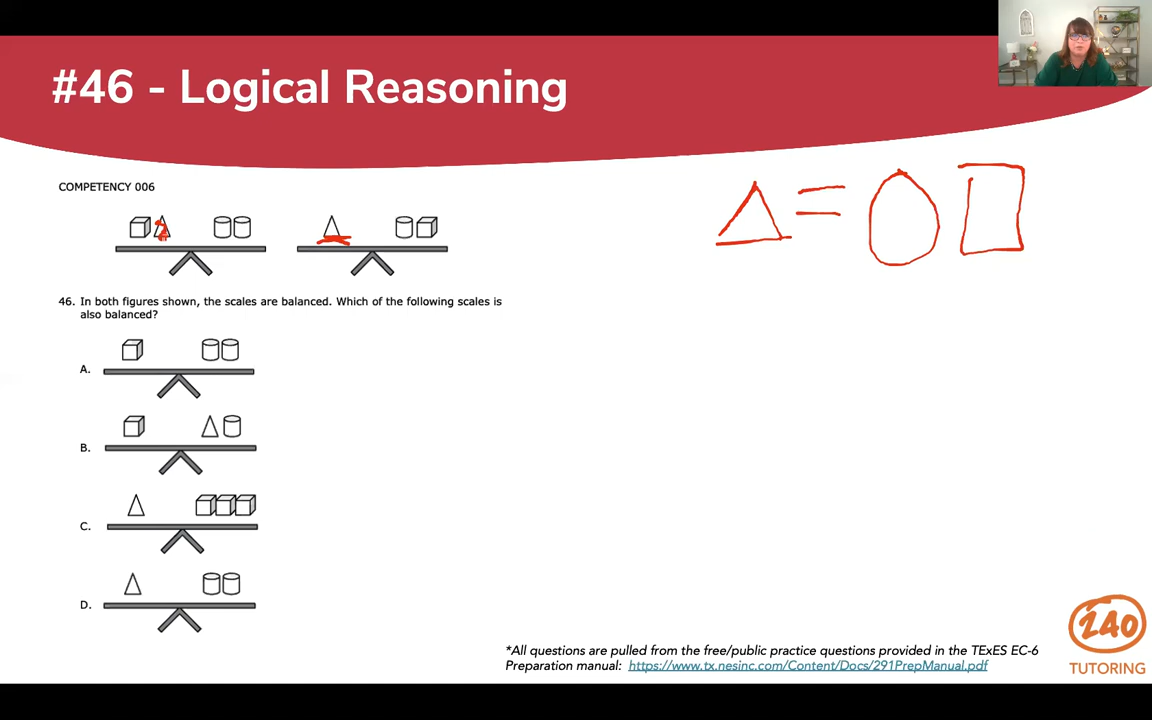 #46 - Logical Reasoning
COMPETENCY 006
46. In both figures shown, the scales are balanced. Which of the following scales is
also balanced?
A.
B.
C.
D.
=
*All questions are pulled from the free/public practice questions provided in the TExES EC-6
Preparation manual: https://www.tx.nesinc.com/Content/Docs/291PrepManual.pdf
240
TUTORING